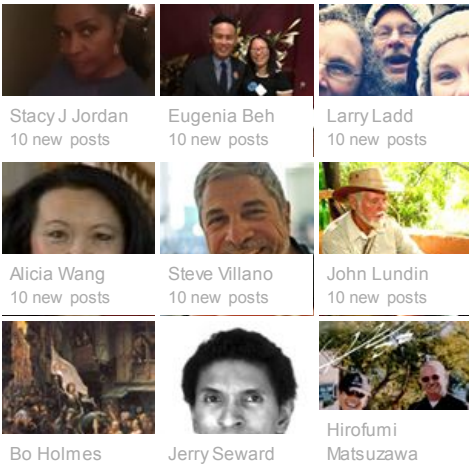 Stacy J Jordan
10 new posts
Eugenia Beh
10 new posts
Larry Ladd
10 new posts
Alicia Wang
10 new posts
Steve Villano
10 new posts
John Lundin
10 new posts
Bo Holmes
Jerry Seward
Hirofumi
Matsuzawa